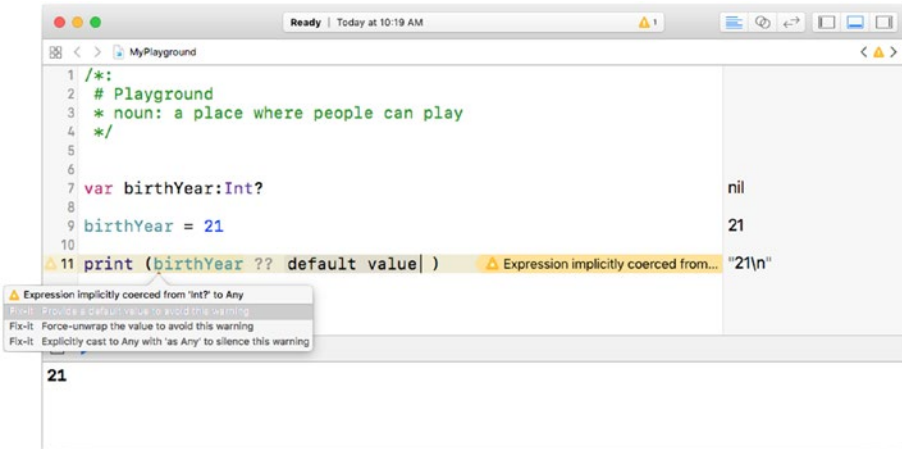 Ready | Today at 10:19 AM
1
MyPlayground
1 /*:
2 # Playground
3 * noun: a place where people can play
4 */
5
6
7 var birthYear:Int?
nil
8
9 birthYear = 21
21
10
11 print (birthYear ?? default value )
Expression implicitly coerced from...
"21\n"
Expression implicitly coerced from 'Int?' to Any
Fix-it Provide a default value to avoid this warning
Fix-it Force-unwrap the value to avoid this warning
Fix-it Explicitly cast to Any with 'as Any' to silence this warning
21